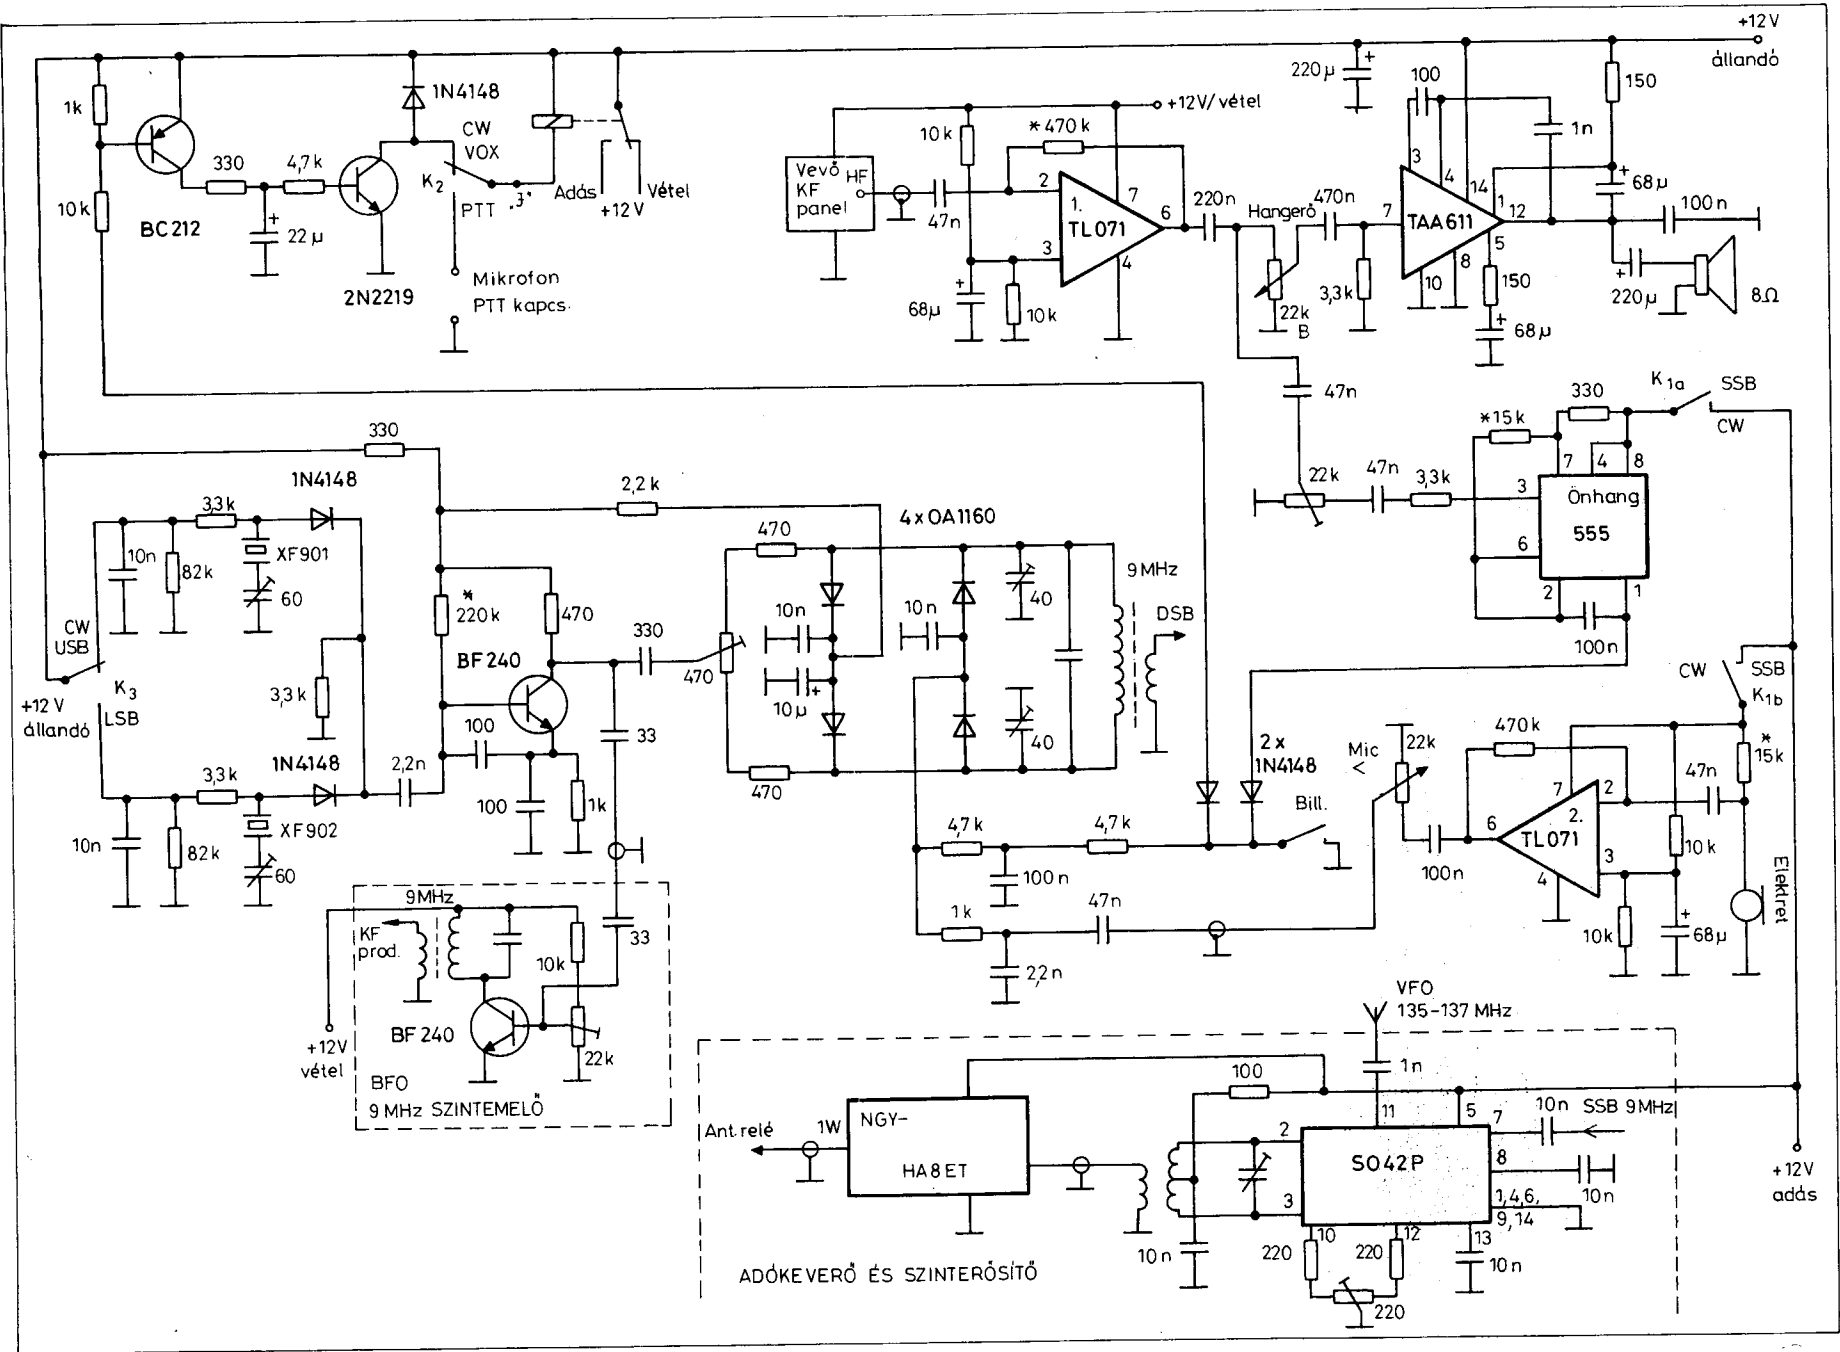 +12 V
állandó
1k
BC212
10k
330
4,7k
22µ
2N2219
1N4148
CW
VOX
K2
PTT „3”
Mikrofon
PTT kapcs.
Adás
+12 V
Vétel
+12V/vétel
Vevő
KF
panel
HF
47n
10k
*470k
2
3
68µ
10k
1.
TL071
7
6
4
220n
Hangerő
22k
B
470n
3,3k
220µ
100
3
4
14
1
12
7
TAA611
10
8
5
1n
150
68µ
100n
220µ
8Ω
150
68µ
47n
22k
47n
3,3k
*15k
330
K1a
SSB
CW
7
4
8
3
Önhang
555
6
2
1
100n
330
1N4148
10n
82k
3,3k
XF901
60
CW
USB
K3
LSB
+12 V
állandó
3,3k
1N4148
10n
82k
3,3k
XF902
60
2,2n
*
220k
470
BF240
100
100
1k
2,2k
330
33
470
470
470
4xOA1160
10n
10µ
10n
40
40
9MHz
DSB
2x
1N4148
Bill.
4,7k
4,7k
100n
1k
47n
2,2n
Mic
<
22k
100n
470k
7
2
2.
TL071
6
3
4
47n
CW
SSB
K1b
*
15k
10k
10k
68µ
Elektret
9MHz
KF
prod.
10k
33
BF240
22k
+12V
vétel
BFO
9 MHz SZINTEMELŐ
VFO
135-137 MHz
1n
100
Ant.relé
1W
NGY-
HA8ET
11
5
7
10n
SSB 9MHz
2
SO42P
8
10n
3
1,4,6,
9,14
10
12
13
10n
220
220
10n
220
ADÓKEVERŐ ÉS SZINTERŐSÍTŐ
+12V
adás